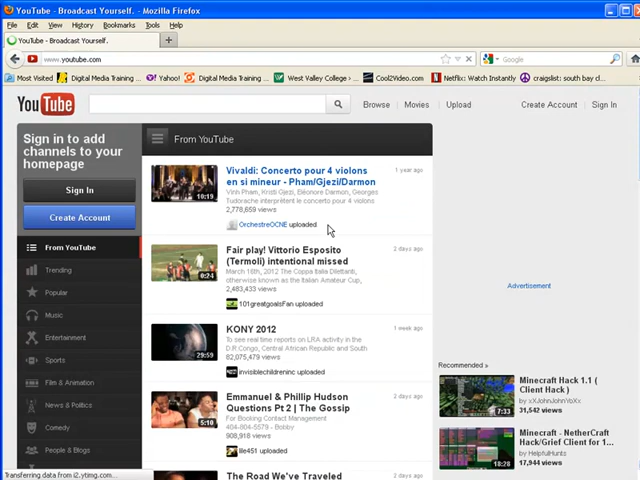 YouTube - Broadcast Yourself. - Mozilla Firefox
File Edit View History Bookmarks Tools Help
YouTube - Broadcast Yourself. +
www.youtube.com Google
Most Visited Digital Media Training ... Yahoo! Digital Media Training ... West Valley College › ... Cool2Video.com Netflix: Watch Instantly craigslist: south bay cl...
YouTube Browse Movies Upload Create Account Sign In
Sign in to add
channels to your
homepage
Sign In
Create Account
From YouTube
Trending
Popular
Music
Entertainment
Sports
Film & Animation
News & Politics
Comedy
People & Blogs
From YouTube
Vivaldi: Concerto pour 4 violons 1 year ago
en si mineur - Pham/Gjezi/Darmon
Vinh Pham, Kristi Gjezi, Eléonore Darmon, Georges
Tudorache interprètent le concerto pour 4 violons
2,778,659 views
10:19
OrchestreOCNE uploaded
Fair play! Vittorio Esposito 2 days ago
(Termoli) intentional missed
March 18th, 2012 The Coppa Italia Dilettanti,
otherwise known as the Italian Amateur Cup,
2,483,433 views
0:24
101greatgoalsFan uploaded
KONY 2012 1 week ago
To see real time reports on LRA activity in the
D.R.Congo, Central African Republic and South
82,075,479 views
29:59
invisiblechildreninc uploaded
Emmanuel & Phillip Hudson 2 days ago
Questions Pt 2 | The Gossip
For Booking Contact Management
404-804-5579 - Bobby
908,918 views
5:10
lile451 uploaded
The Road We've Traveled 2 days ago
Advertisement
Recommended »
Minecraft Hack 1.1 (
Client Hack )
by xXJohnJohnVoXx
31,542 views
7:33
Minecraft - NetherCraft
Hack/Grief Client for 1...
by HelpfulHunts
17,944 views
18:28
Transferring data from i2.ytimg.com...